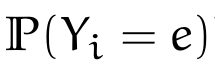 ℙ(Yᵢ = e)